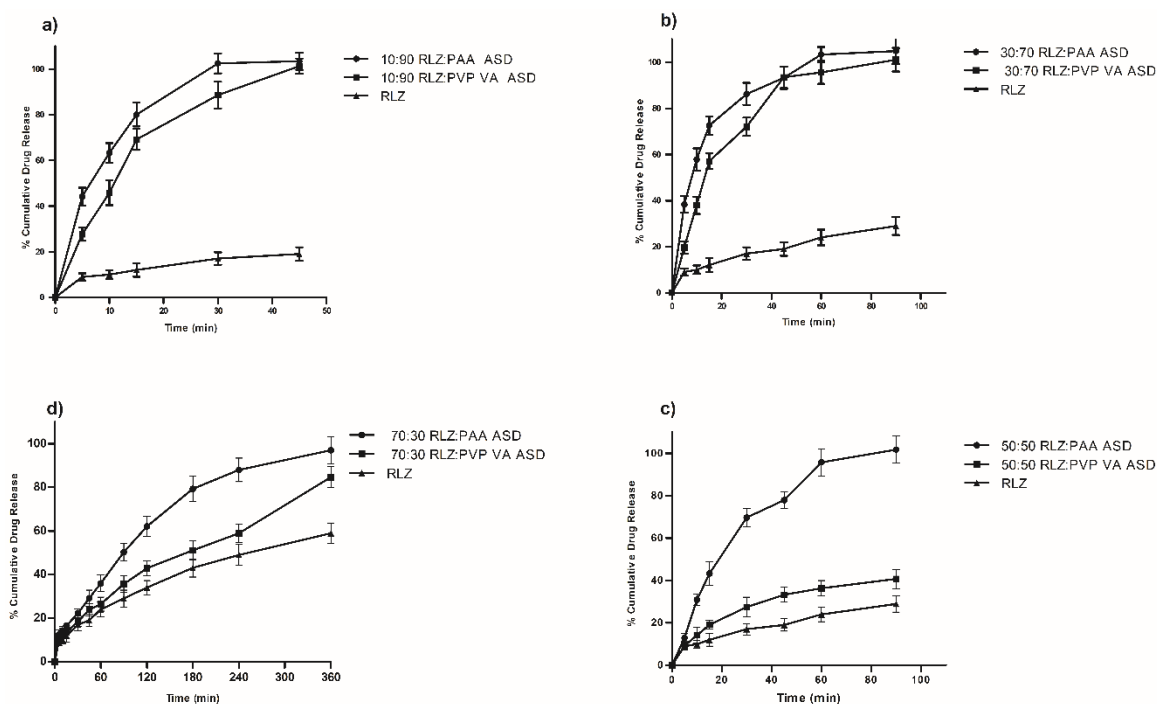 a)
10:90 RLZ:PAA ASD
10:90 RLZ:PVP VA ASD
RLZ
% Cumulative Drug Release
100
80
60
40
20
0
0 10 20 30 40 50
Time (min)
b)
30:70 RLZ:PAA ASD
30:70 RLZ:PVP VA ASD
RLZ
% Cumulative Drug Release
100
80
60
40
20
0
0 20 40 60 80 100
Time (min)
d)
70:30 RLZ:PAA ASD
70:30 RLZ:PVP VA ASD
RLZ
% Cumulative Drug Release
100
80
60
40
20
0
0 60 120 180 240 300 360
Time (min)
c)
50:50 RLZ:PAA ASD
50:50 RLZ:PVP VA ASD
RLZ
% Cumulative Drug Release
100
80
60
40
20
0
0 20 40 60 80 100
Time (min)